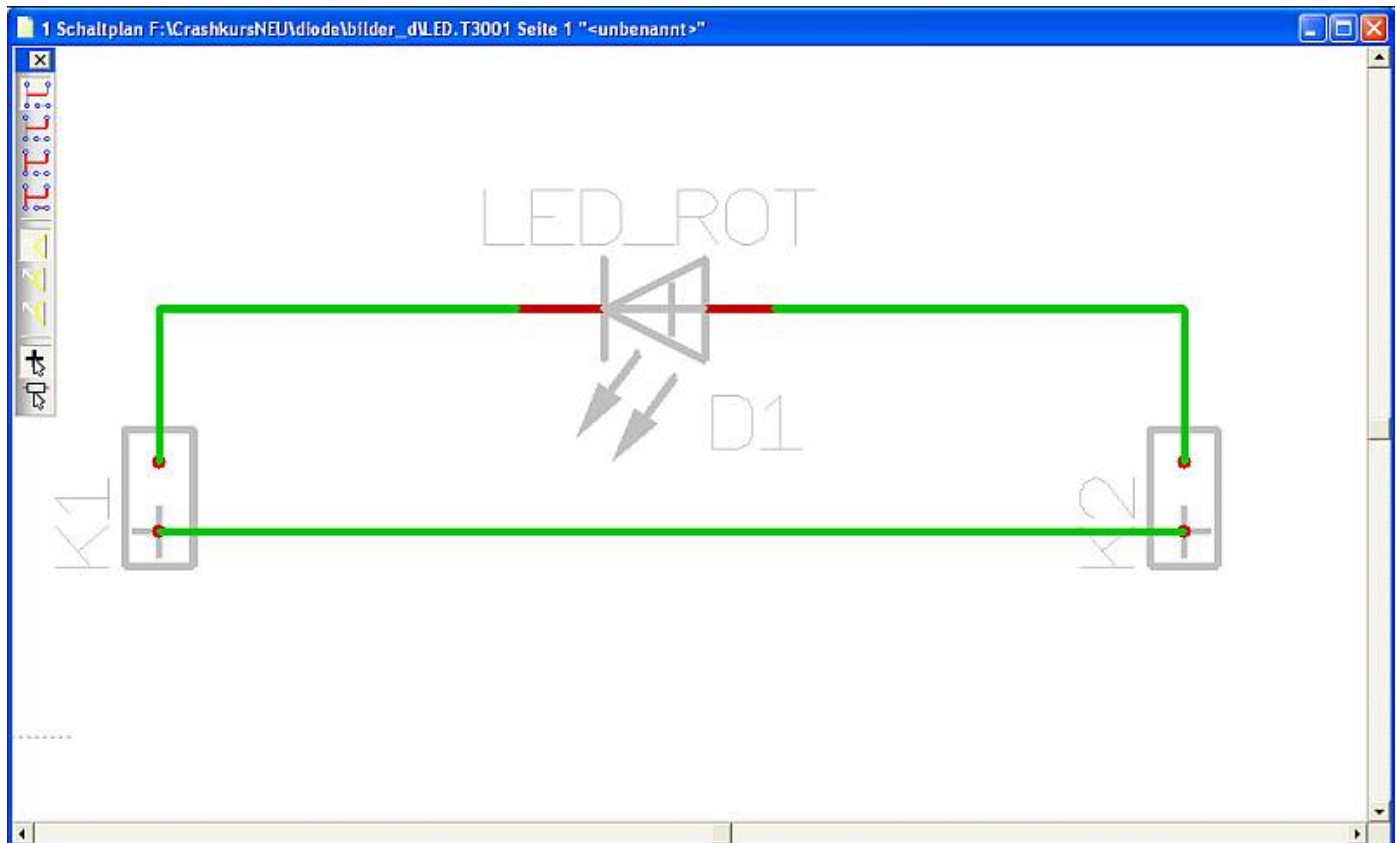 1 Schaltplan F:\CrashkursNEU\diode\bilder_d\LED.T3001 Seite 1 "<unbenannt>"
LED_ROT
D1
K1
K2